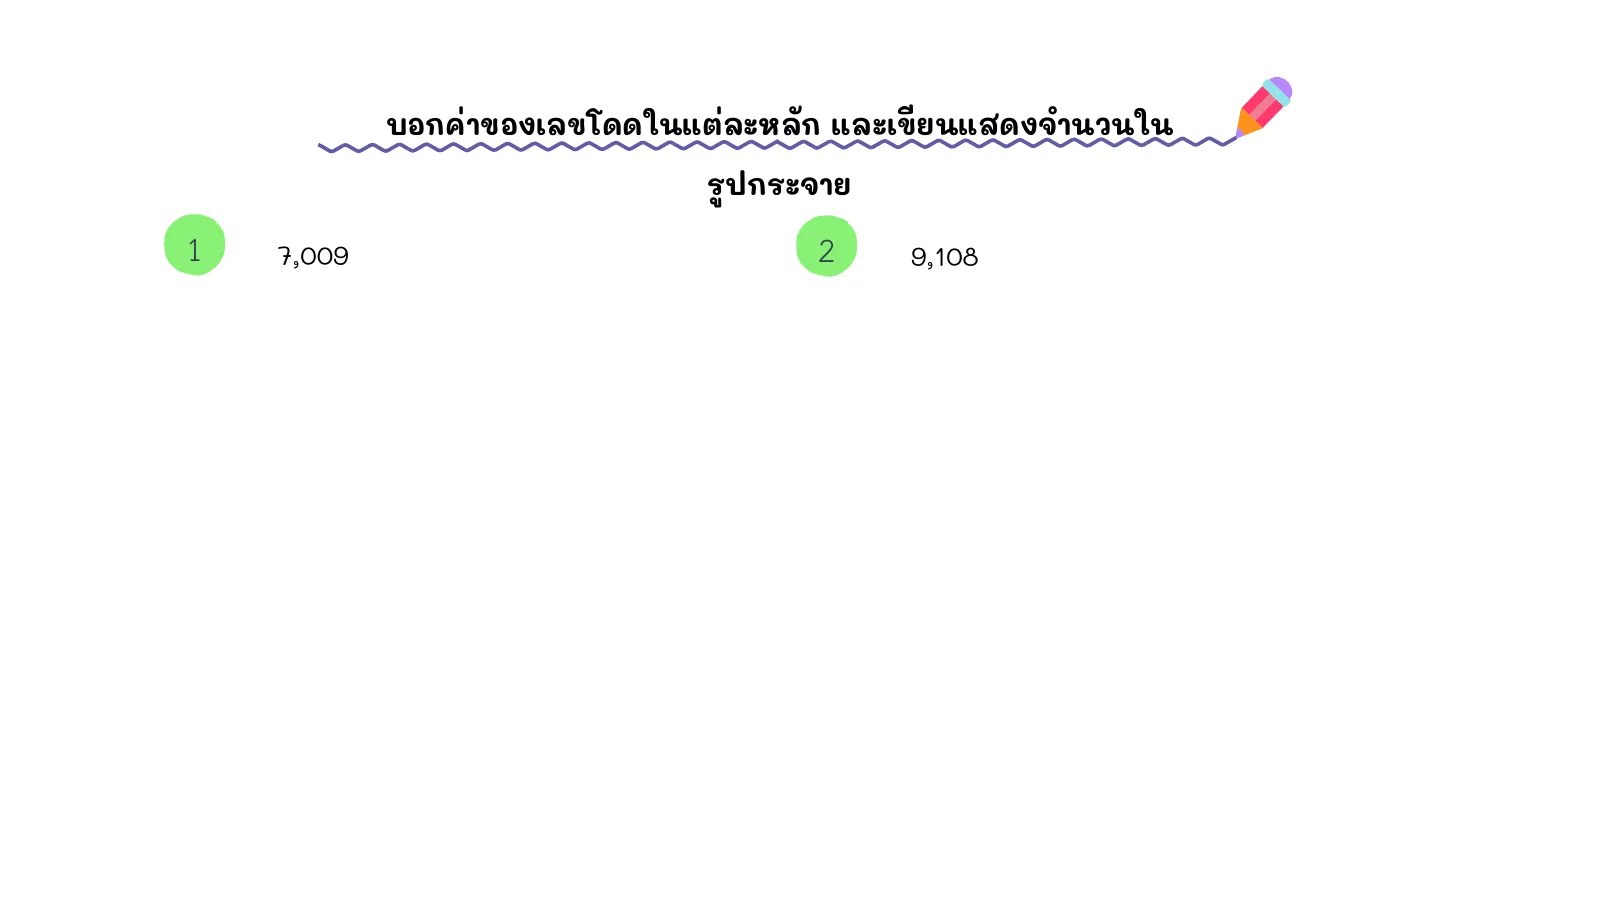 บอกค่าของเลขโดดในแต่ละหลัก และเขียนแสดงจำนวนใน
รูปกระจาย
1 7,009
2 9,108